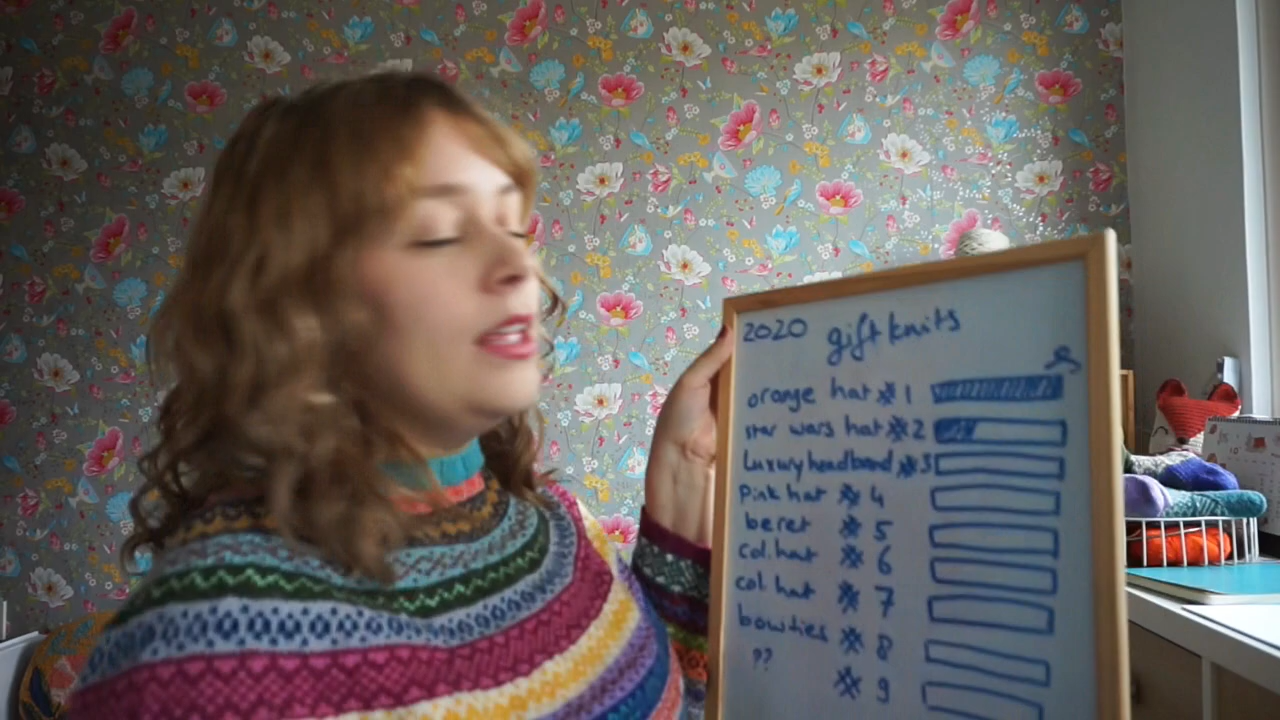 2020 gift knits
orange hat #1
star wars hat #2
Luxury headband #3
Pink hat #4
beret #5
col. hat #6
col. hat #7
bowties #8
?? #9